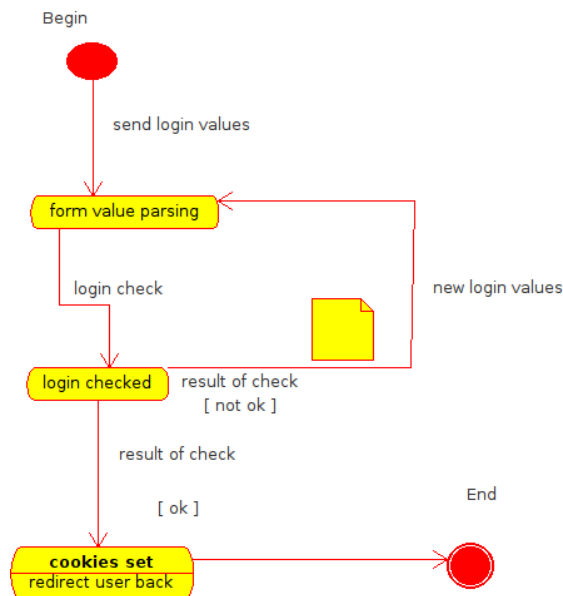 Begin
send login values
form value parsing
login check
new login values
login checked
result of check
[ not ok ]
result of check
[ ok ]
End
cookies set
redirect user back